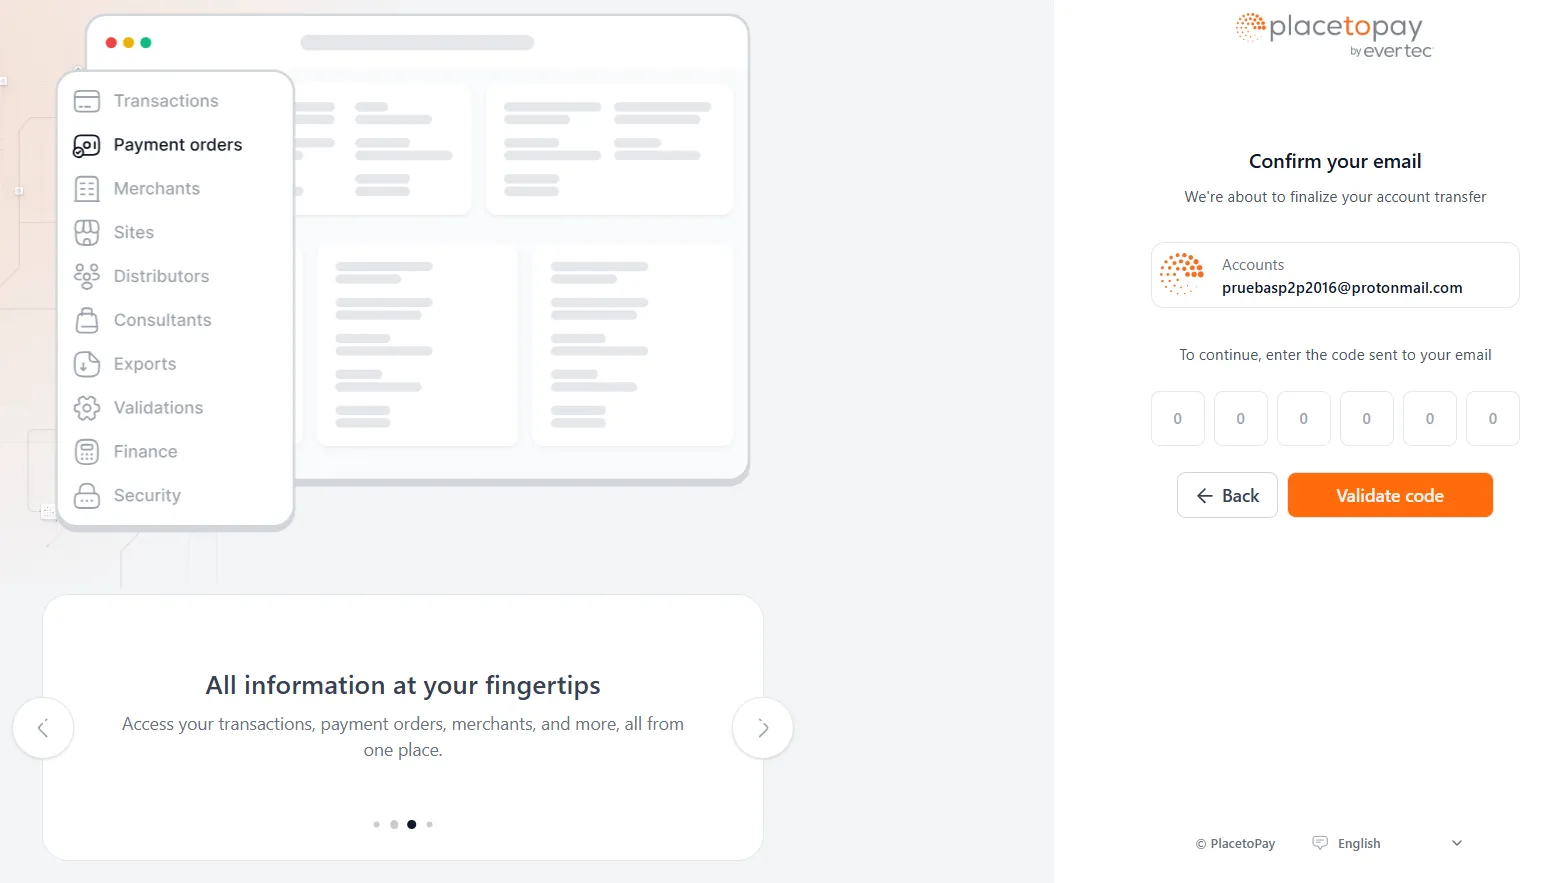 Transactions
Payment orders
Merchants
Sites
Distributors
Consultants
Exports
Validations
Finance
Security
All information at your fingertips
Access your transactions, payment orders, merchants, and more, all from
one place.
placetopay
by evertec
Confirm your email
We're about to finalize your account transfer
Accounts
pruebasp2p2016@protonmail.com
To continue, enter the code sent to your email
0 0 0 0 0 0
Back Validate code
© PlacetoPay English